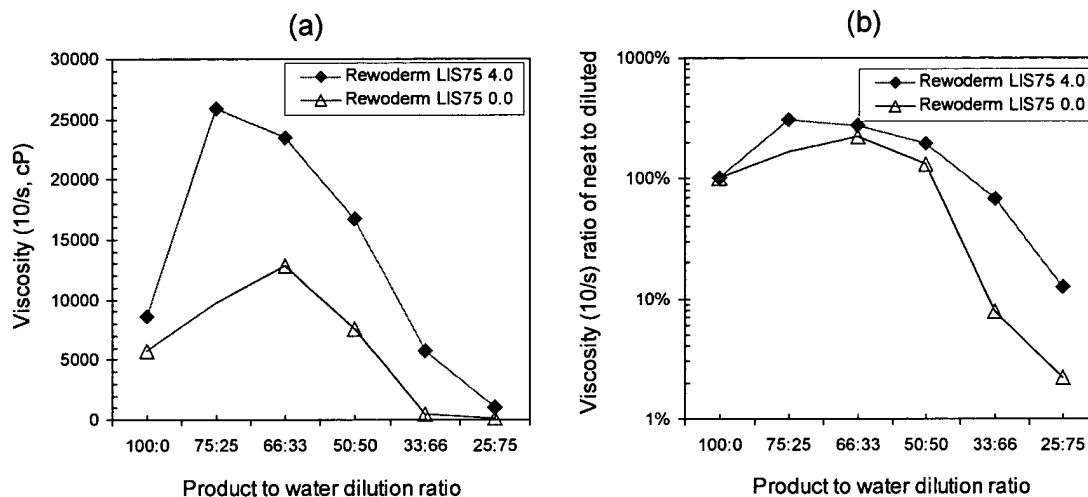 (a)
Viscosity (10/s, cP)
30000
25000
20000
15000
10000
5000
0
Rewoderm LIS75 4.0
Rewoderm LIS75 0.0
100:0 75:25 66:33 50:50 33:66 25:75
Product to water dilution ratio
(b)
Viscosity (10/s) ratio of neat to diluted
1000%
100%
10%
1%
Rewoderm LIS75 4.0
Rewoderm LIS75 0.0
100:0 75:25 66:33 50:50 33:66 25:75
Product to water dilution ratio